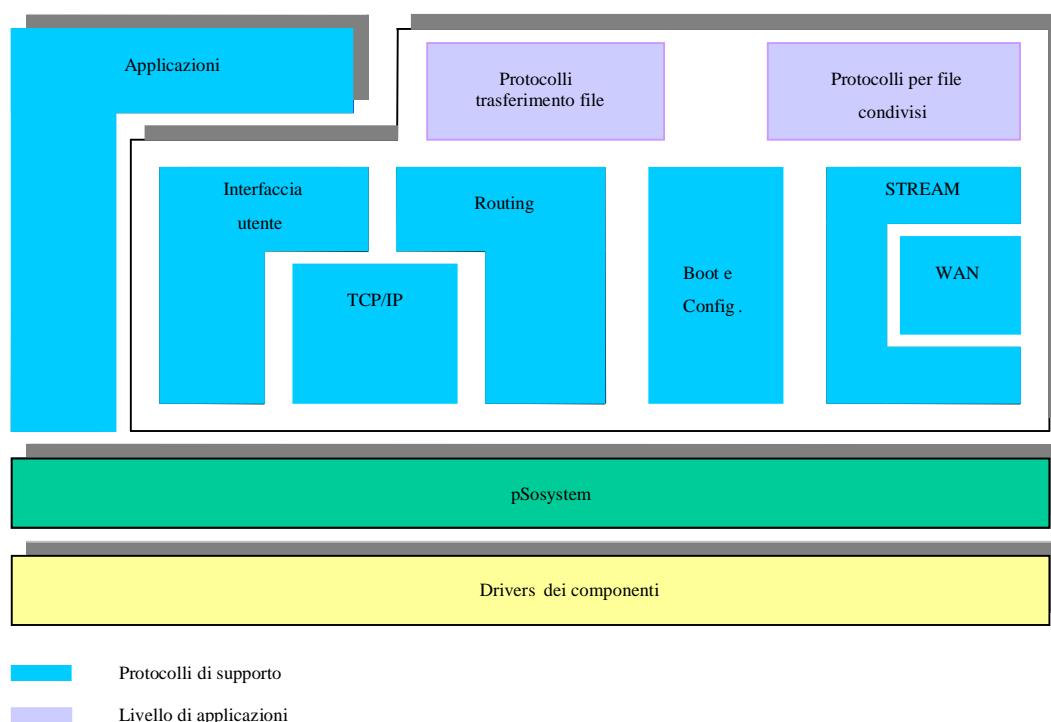 Applicazioni
Protocolli
trasferimento file
Protocolli per file
condivisi
Interfaccia
utente
Routing
STREAM
TCP/IP
Boot e
Config .
WAN
pSosystem
Drivers dei componenti
Protocolli di supporto
Livello di applicazioni